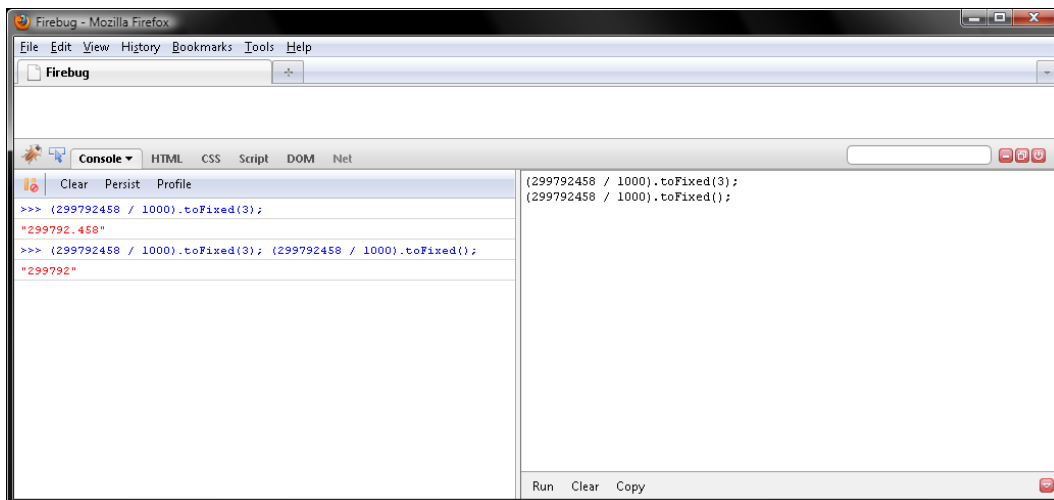 Firebug - Mozilla Firefox
File Edit View History Bookmarks Tools Help
Firebug
Console HTML CSS Script DOM Net
Clear Persist Profile
>>> (299792458 / 1000).toFixed(3);
"299792.458"
>>> (299792458 / 1000).toFixed(3); (299792458 / 1000).toFixed();
"299792"
(299792458 / 1000).toFixed(3);
(299792458 / 1000).toFixed();
Run Clear Copy